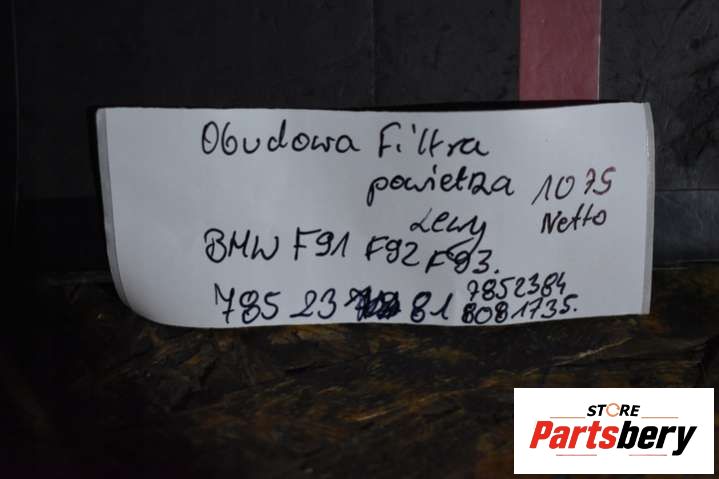 Obudowa Filtra
powietrza 1075
Lewy Netto
BMW F91 F92 F93.
785 23 81 7852384
8081735.
STORE
Partsbery